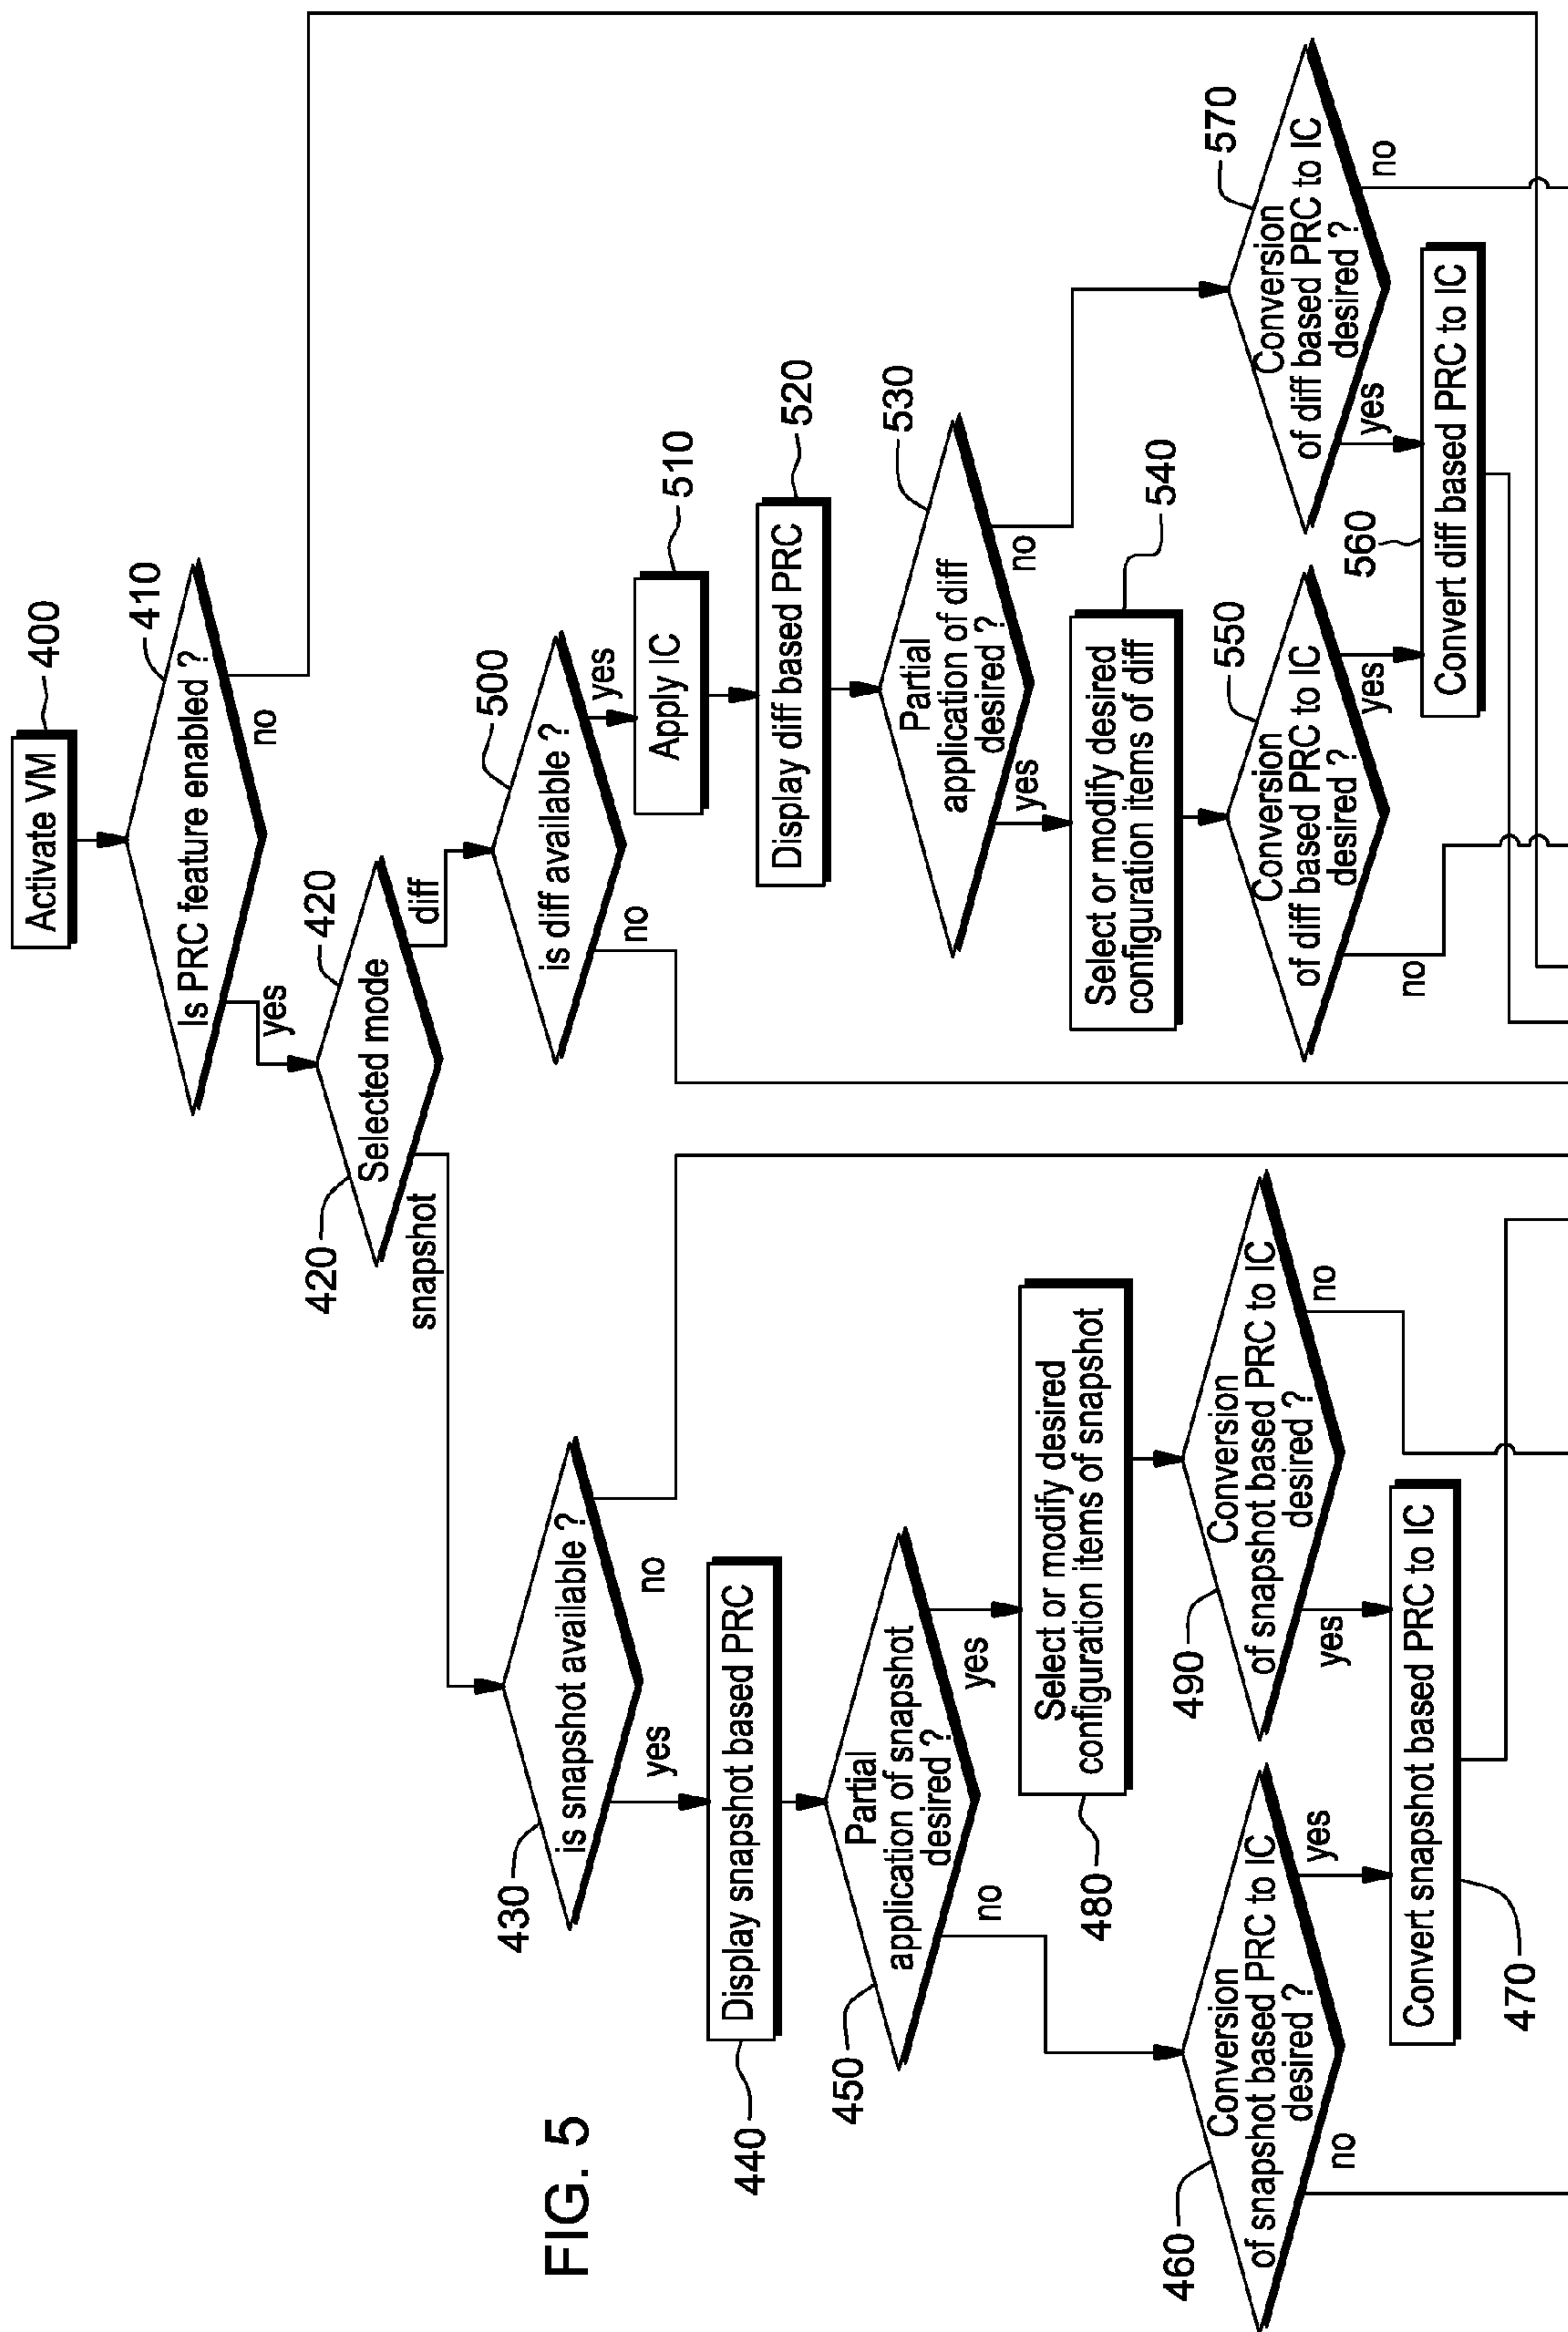 FIG. 5
Activate VM
400
Is PRC feature enabled ?
410
yes
no
Selected mode
420
420
snapshot
diff
is snapshot available ?
430
yes
no
Display snapshot based PRC
440
Partial
application of snapshot
desired ?
450
no
yes
Select or modify desired
configuration items of snapshot
480
Conversion
of snapshot based PRC to IC
desired ?
460
no
yes
Conversion
of snapshot based PRC to IC
desired ?
490
yes
no
Convert snapshot based PRC to IC
470
is diff available ?
500
no
yes
Apply IC
510
Display diff based PRC
520
Partial
application of diff
desired ?
530
yes
no
Select or modify desired
configuration items of diff
540
Conversion
of diff based PRC to IC
desired ?
550
no
yes
Conversion
of diff based PRC to IC
desired ?
570
yes
no
Convert diff based PRC to IC
560